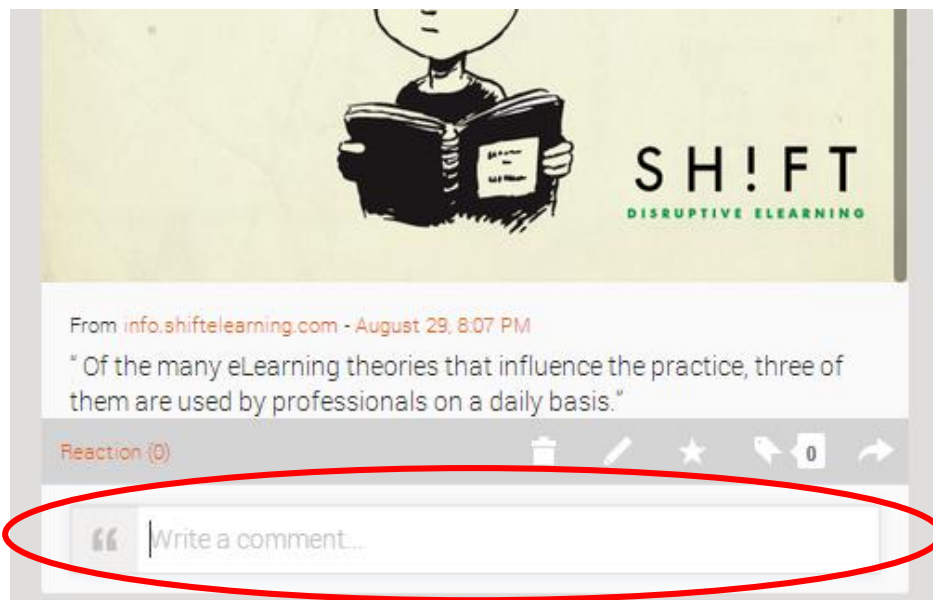 SH!FT
DISRUPTIVE ELEARNING
From info.shiftelearning.com - August 29, 8:07 PM
“ Of the many eLearning theories that influence the practice, three of
them are used by professionals on a daily basis.”
Reaction (0)
0
Write a comment...